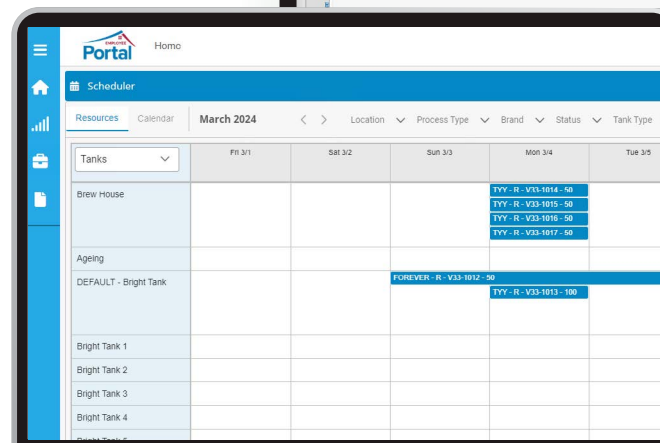 EMPLOYEE
Portal
Home
Scheduler
Resources Calendar March 2024 < > Location Process Type Brand Status Tank Type
Tanks Fri 3/1 Sat 3/2 Sun 3/3 Mon 3/4 Tue 3/5
Brew House
TYY - R - V33-1014 - 50
TYY - R - V33-1015 - 50
TYY - R - V33-1016 - 50
TYY - R - V33-1017 - 50
Ageing
DEFAULT - Bright Tank
FOREVER - R - V33-1012 - 50
TYY - R - V33-1013 - 100
Bright Tank 1
Bright Tank 2
Bright Tank 3
Bright Tank 4
Bright Tank 5